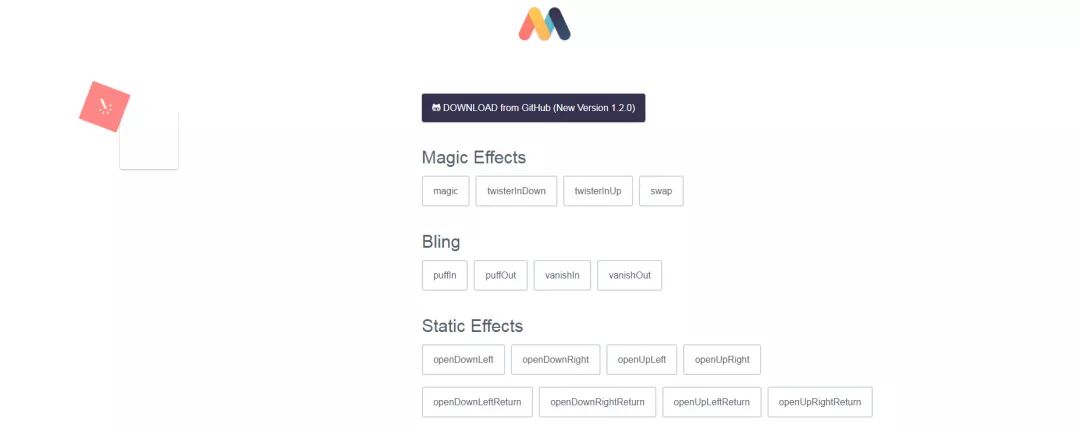 DOWNLOAD from GitHub (New Version 1.2.0)
Magic Effects
magic twisterInDown twisterInUp swap
Bling
puffIn puffOut vanishIn vanishOut
Static Effects
openDownLeft openDownRight openUpLeft openUpRight
openDownLeftReturn openDownRightReturn openUpLeftReturn openUpRightReturn